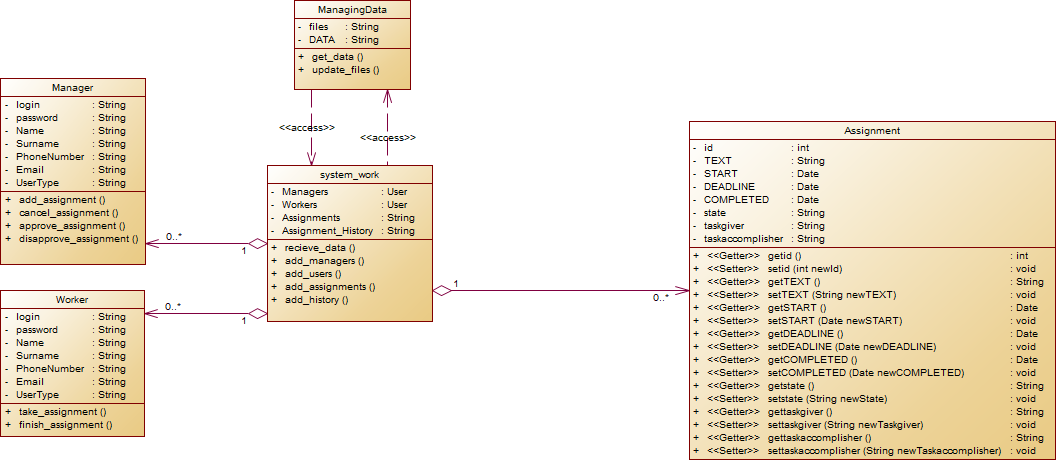 ManagingData
- files : String
- DATA : String
+ get_data ()
+ update_files ()
<<access>>
<<access>>
Manager
- login : String
- password : String
- Name : String
- Surname : String
- PhoneNumber : String
- Email : String
- UserType : String
+ add_assignment ()
+ cancel_assignment ()
+ approve_assignment ()
+ disapprove_assignment ()
0..*
1
system_work
- Managers : User
- Workers : User
- Assignments : String
- Assignment_History : String
+ recieve_data ()
+ add_managers ()
+ add_users ()
+ add_assignments ()
+ add_history ()
Worker
- login : String
- password : String
- Name : String
- Surname : String
- PhoneNumber : String
- Email : String
- UserType : String
+ take_assignment ()
+ finish_assignment ()
0..*
1
1
0..*
Assignment
- id : int
- TEXT : String
- START : Date
- DEADLINE : Date
- COMPLETED : Date
- state : String
- taskgiver : String
- taskaccomplisher : String
+ <<Getter>> getid () : int
+ <<Setter>> setid (int newId) : void
+ <<Getter>> getTEXT () : String
+ <<Setter>> setTEXT (String newTEXT) : void
+ <<Getter>> getSTART () : Date
+ <<Setter>> setSTART (Date newSTART) : void
+ <<Getter>> getDEADLINE () : Date
+ <<Setter>> setDEADLINE (Date newDEADLINE) : void
+ <<Getter>> getCOMPLETED () : Date
+ <<Setter>> setCOMPLETED (Date newCOMPLETED) : void
+ <<Getter>> getstate () : String
+ <<Setter>> setstate (String newState) : void
+ <<Getter>> gettaskgiver () : String
+ <<Setter>> settaskgiver (String newTaskgiver) : void
+ <<Getter>> gettaskaccomplisher () : String
+ <<Setter>> settaskaccomplisher (String newTaskaccomplisher) : void